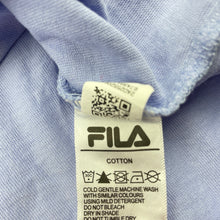 FILA
COTTON
COLD GENTLE MACHINE WASH
WITH SIMILAR COLOURS
USING MILD DETERGENT
DO NOT BLEACH
DRY IN SHADE
DO NOT TUMBLE DRY